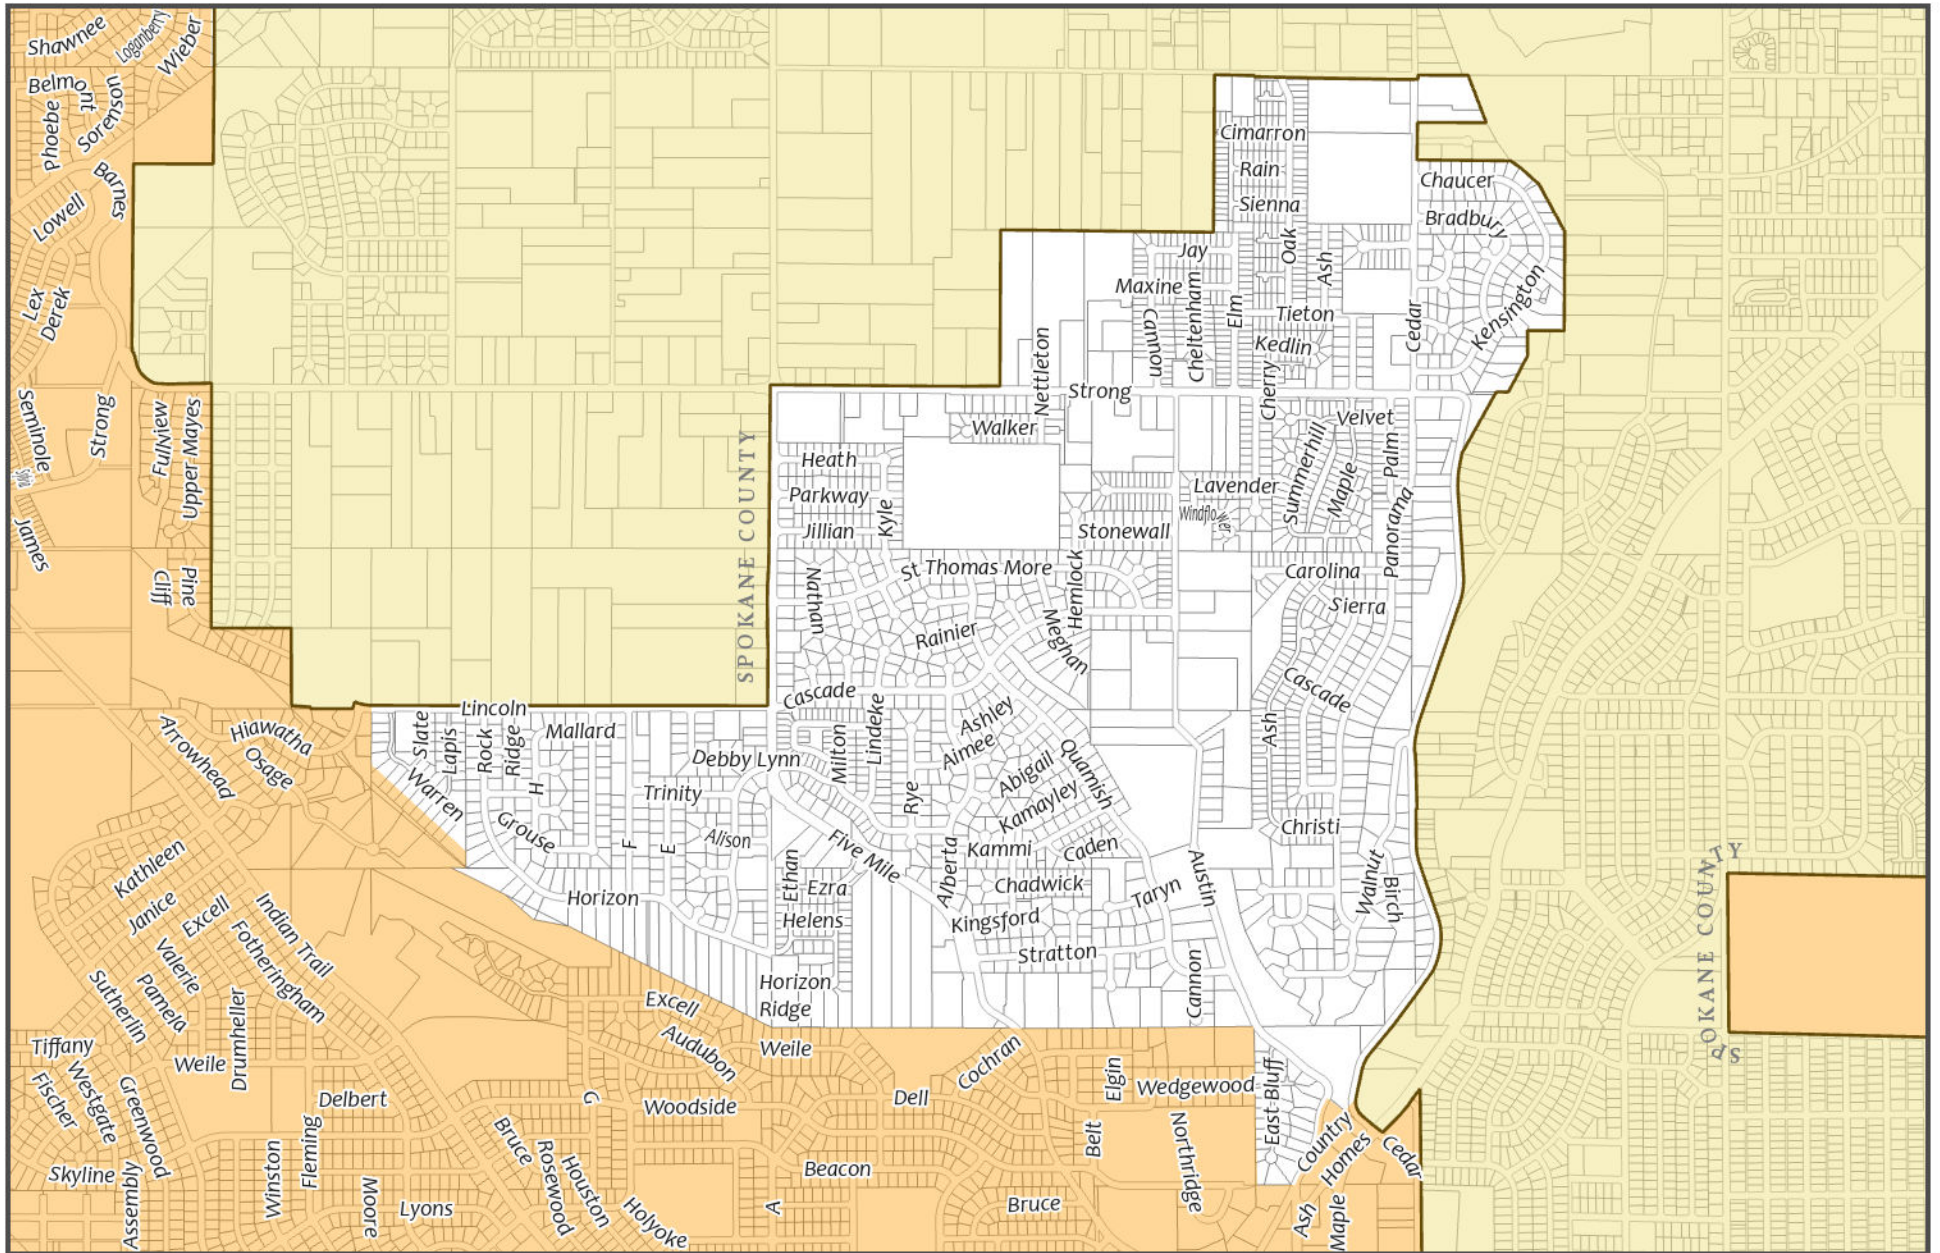 Shawnee
Loganberry
Wieber
Belmont
Phoebe
Sorenson
Barnes
Lowell
Lex
Derek
Seminole
Strong
Fullview
Upper Mayes
James
Cliff
Pine
SPOKANE COUNTY
Cimarron
Rain
Sienna
Oak
Ash
Jay
Maxine
Cannon
Cheltenham
Elm
Tieton
Kedlin
Cherry
Cedar
Chaucer
Bradbury
Kensington
Nettleton
Strong
Walker
Velvet
Palm
Summerhill
Maple
Panorama
Lavender
Windflower
Heath
Parkway
Jillian
Kyle
Stonewall
St Thomas More
Hemlock
Carolina
Sierra
Nathan
Rainier
Meghan
Cascade
Cascade
Ash
Lincoln
Slate
Lapis
Rock
Ridge
Mallard
H
Warren
Grouse
Debby Lynn
Trinity
Milton
Lindeke
Rye
Ashley
Aimee
Abigail
Kamayley
Quamish
F
E
Alison
Five Mile
Alberta
Kammi
Caden
Christi
Ethan
Ezra
Helens
Horizon
Chadwick
Taryn
Austin
Walnut
Birch
Kingsford
Stratton
Cannon
Horizon
Ridge
Hiawatha
Osage
Arrowhead
Kathleen
Janice
Excell
Valerie
Pamela
Sutherlin
Indian Trail
Fotheringham
Drumheller
Tiffany
Westgate
Fischer
Greenwood
Weile
Delbert
Skyline
Assembly
Winston
Fleming
Moore
Lyons
Excell
Audubon
Weile
G
Woodside
Dell
Cochran
Elgin
Wedgewood
East Bluff
Bruce
Rosewood
Houston
Holyoke
A
Beacon
Belt
Northridge
Bruce
Country
Homes
Cedar
Ash
Maple
SPOKANE COUNTY